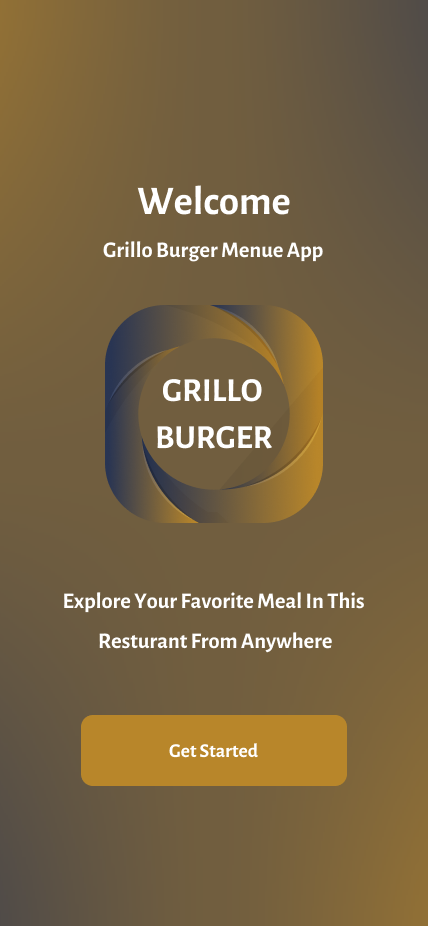 Welcome
Grillo Burger Menue App
GRILLO
BURGER
Explore Your Favorite Meal In This
Resturant From Anywhere
Get Started